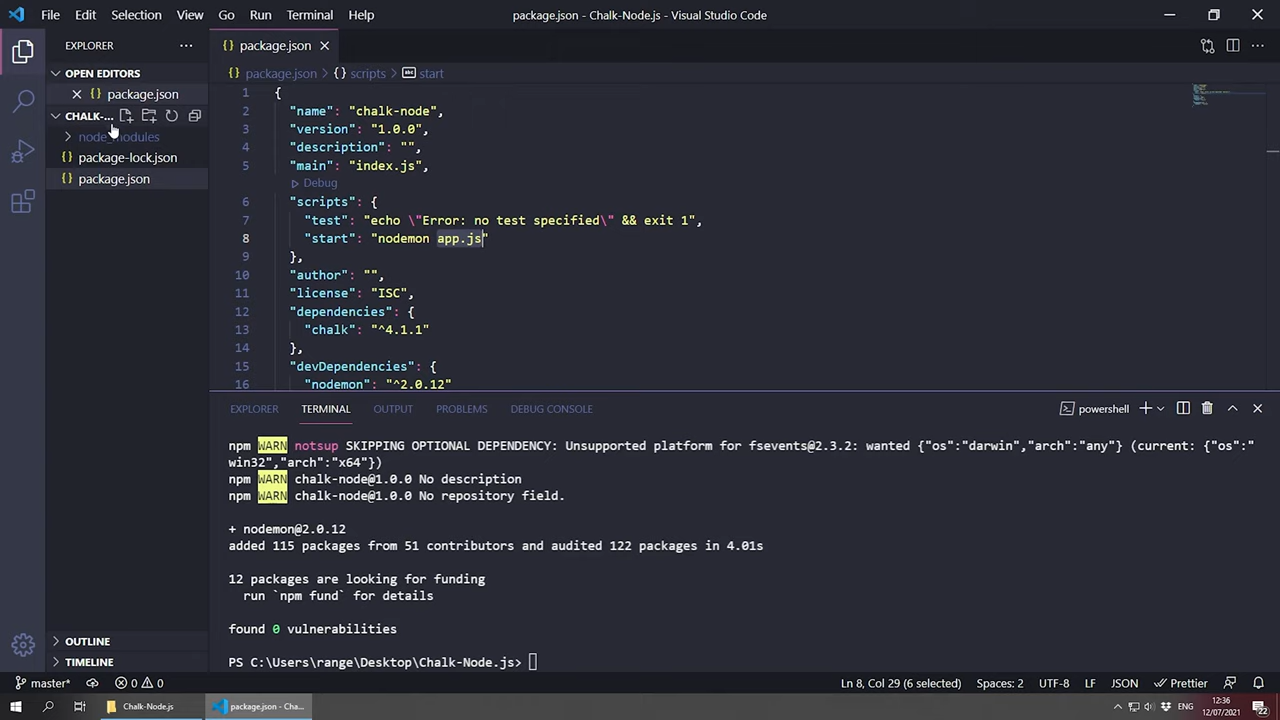 File Edit Selection View Go Run Terminal Help package.json - Chalk-Node.js - Visual Studio Code
EXPLORER ··· {} package.json
OPEN EDITORS
{} package.json
CHALK-...
node_modules
{} package-lock.json
{} package.json
OUTLINE
TIMELINE
{} package.json > {} scripts > abc start
1 {
2 "name": "chalk-node",
3 "version": "1.0.0",
4 "description": "",
5 "main": "index.js",
Debug
6 "scripts": {
7 "test": "echo \"Error: no test specified\" && exit 1",
8 "start": "nodemon app.js"
9 },
10 "author": "",
11 "license": "ISC",
12 "dependencies": {
13 "chalk": "^4.1.1"
14 },
15 "devDependencies": {
16 "nodemon": "^2.0.12"
EXPLORER TERMINAL OUTPUT PROBLEMS DEBUG CONSOLE powershell
npm WARN notsup SKIPPING OPTIONAL DEPENDENCY: Unsupported platform for fsevents@2.3.2: wanted {"os":"darwin","arch":"any"} (current: {"os":"
win32","arch":"x64"})
npm WARN chalk-node@1.0.0 No description
npm WARN chalk-node@1.0.0 No repository field.
+ nodemon@2.0.12
added 115 packages from 51 contributors and audited 122 packages in 4.01s
12 packages are looking for funding
run `npm fund` for details
found 0 vulnerabilities
PS C:\Users\range\Desktop\Chalk-Node.js>
master* 0 0 Ln 8, Col 29 (6 selected) Spaces: 2 UTF-8 LF JSON Prettier
Chalk-Node.js package.json - Cha... ENG 12:36
12/07/2021 22